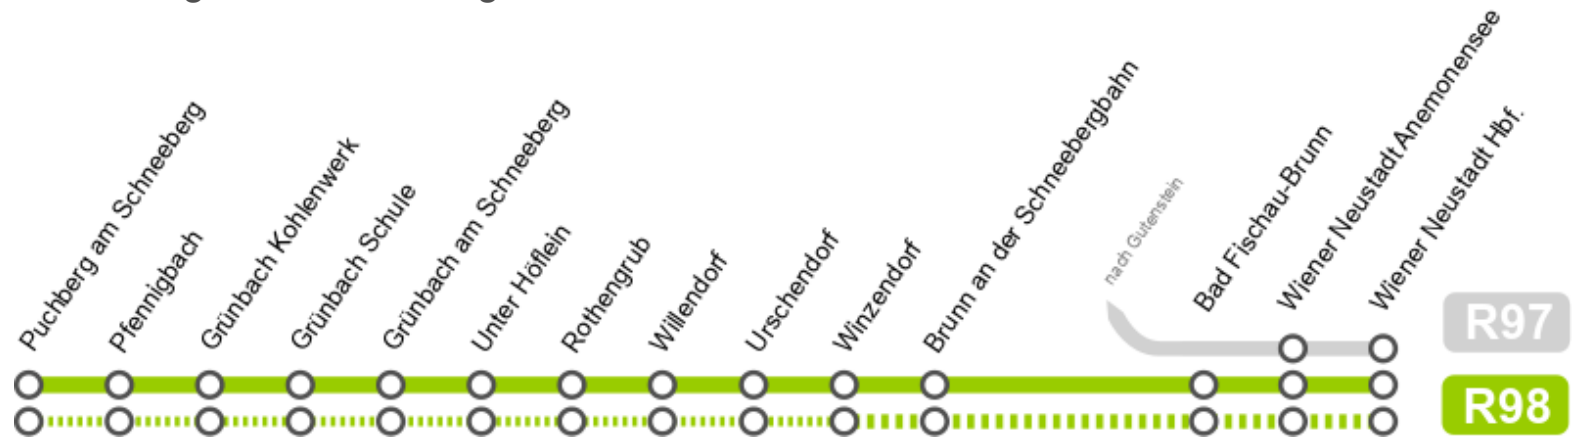 Puchberg am Schneeberg
Pfennigbach
Grünbach Kohlenwerk
Grünbach Schule
Grünbach am Schneeberg
Unter Höflein
Rothengrub
Willendorf
Urschendorf
Winzendorf
Brunn an der Schneebergbahn
nach Gutenstein
Bad Fischau-Brunn
Wiener Neustadt Anemonensee
Wiener Neustadt Hbf.
R97
R98